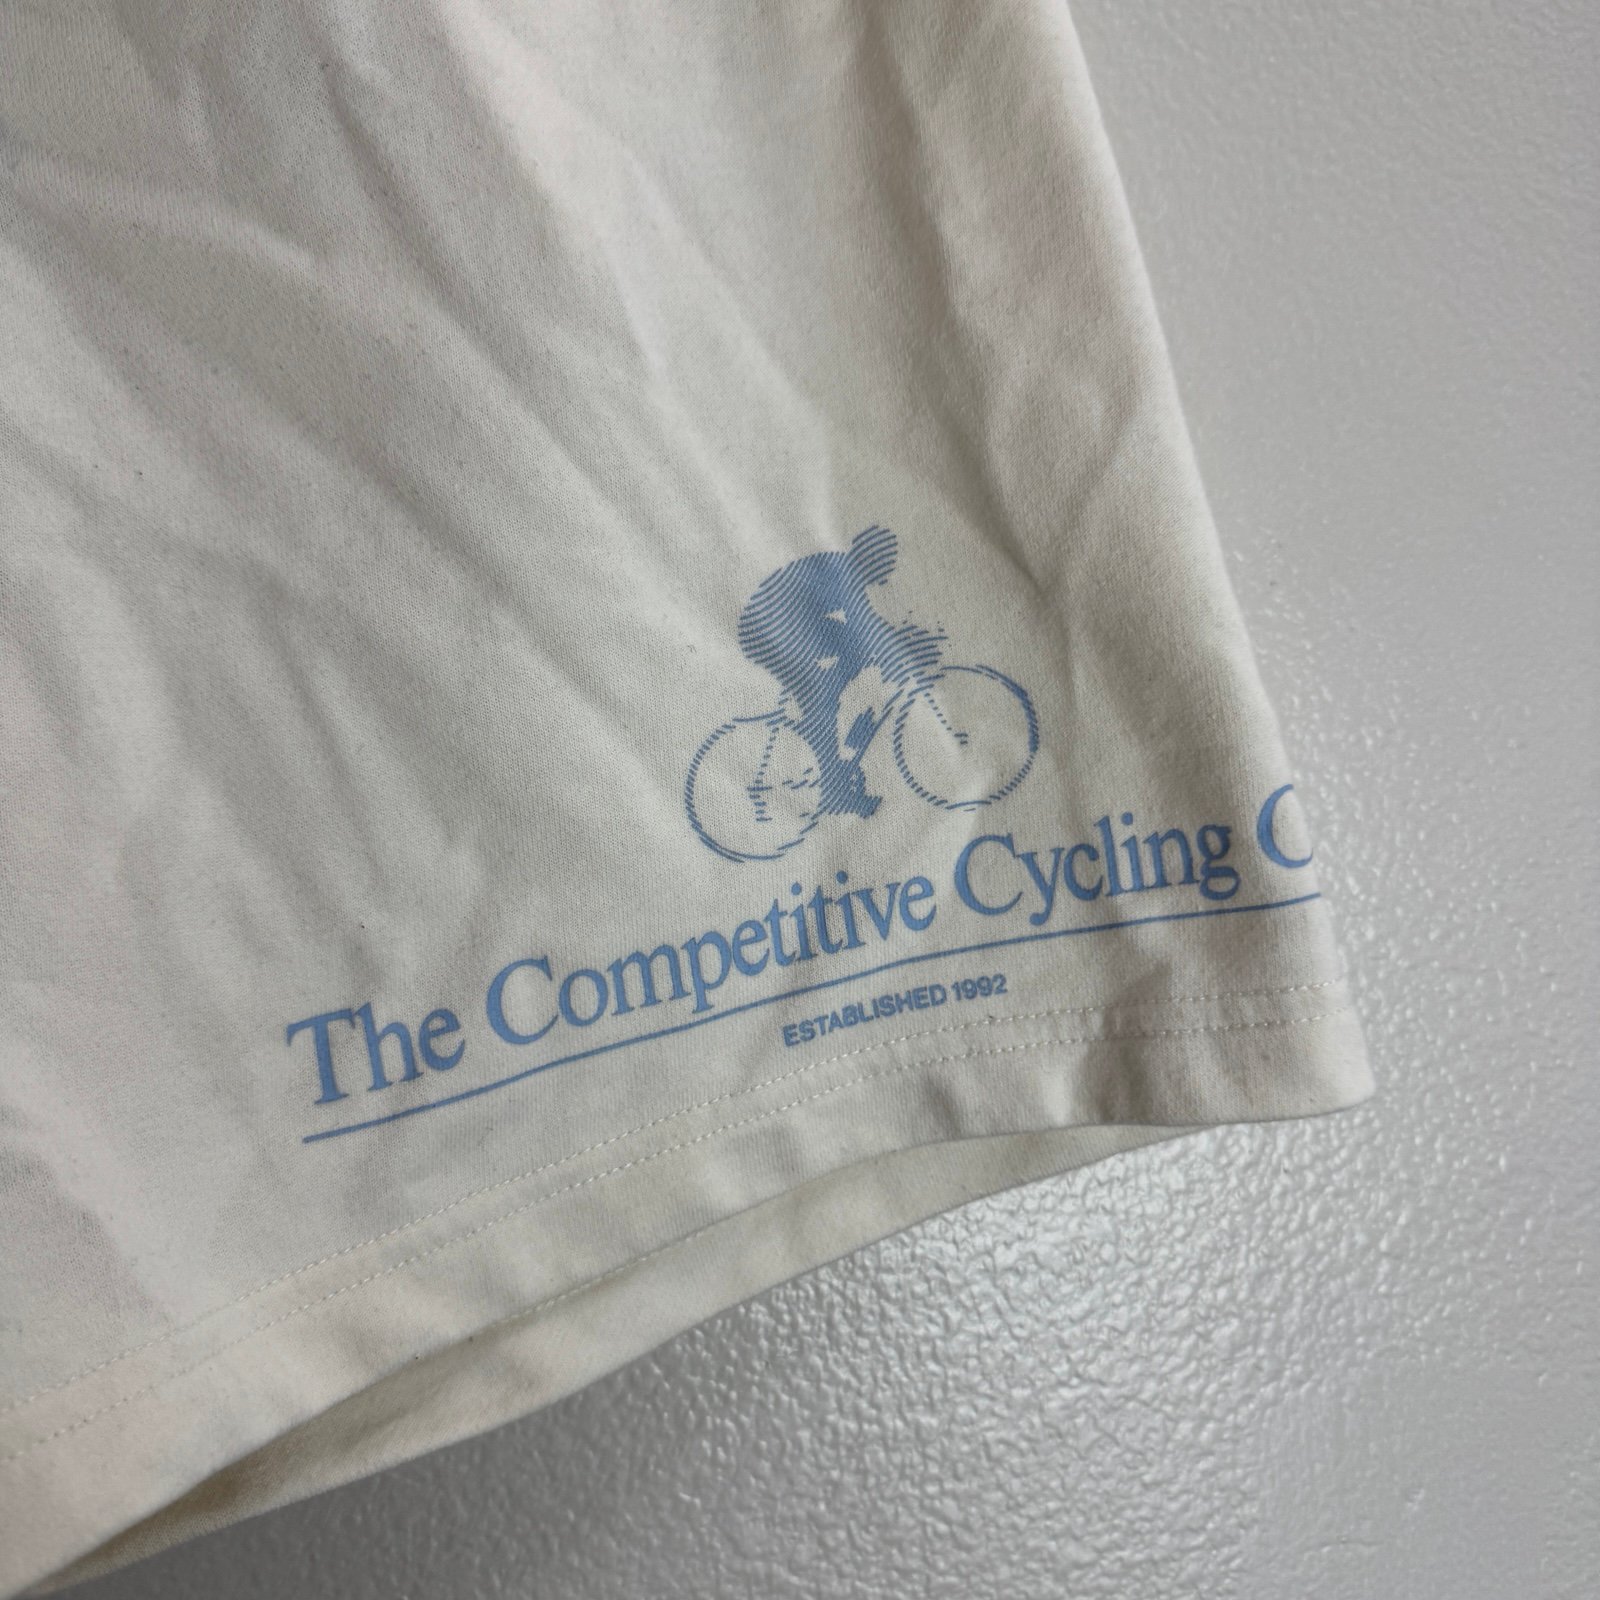 The Competitive Cycling C
ESTABLISHED 1992